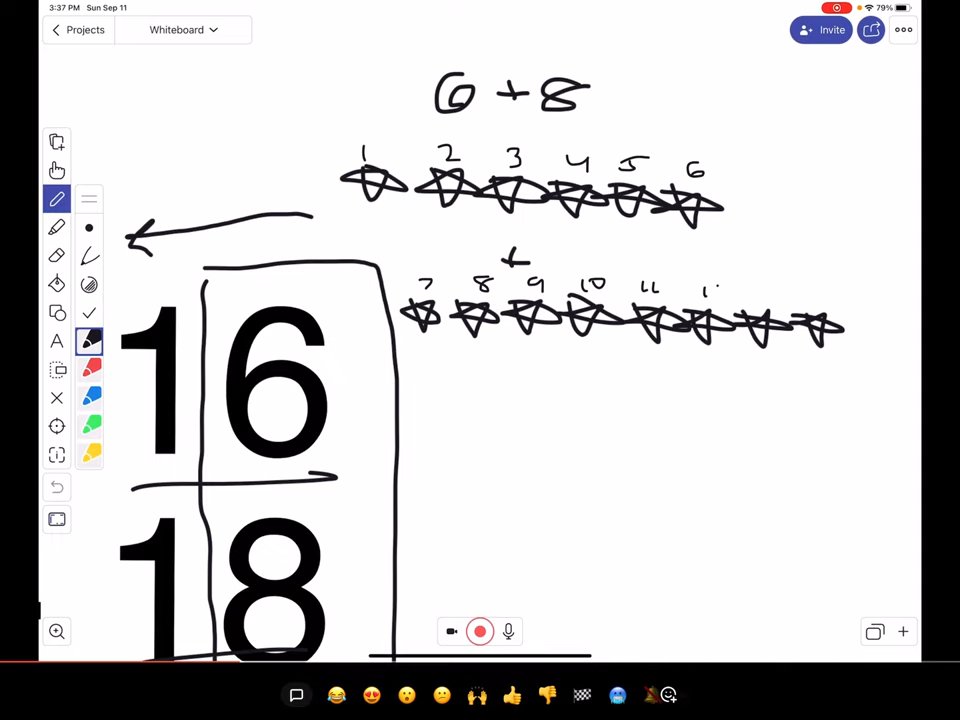 3:37 PM Sun Sep 11
79%
Projects
Whiteboard
Invite
6 + 8
1 2 3 4 5 6
+
7 8 9 10 11 1
A
16
18